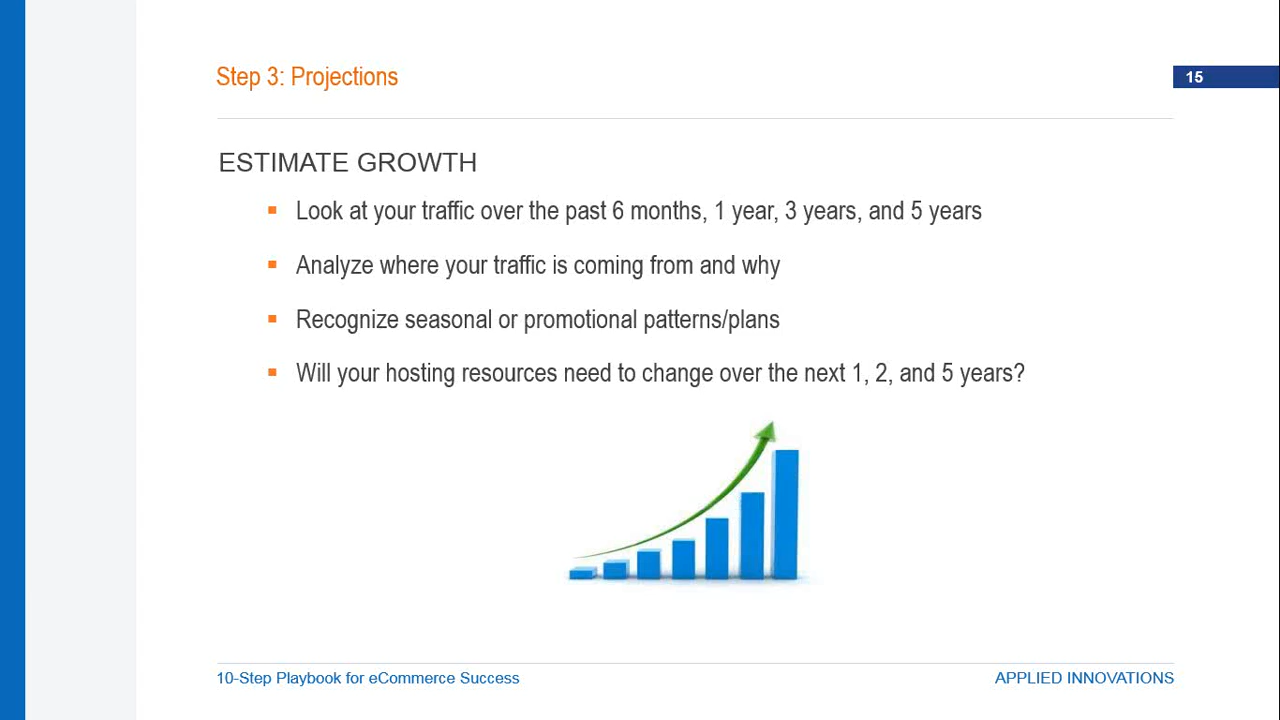 Step 3: Projections
15
ESTIMATE GROWTH
Look at your traffic over the past 6 months, 1 year, 3 years, and 5 years
Analyze where your traffic is coming from and why
Recognize seasonal or promotional patterns/plans
Will your hosting resources need to change over the next 1, 2, and 5 years?
10-Step Playbook for eCommerce Success
APPLIED INNOVATIONS